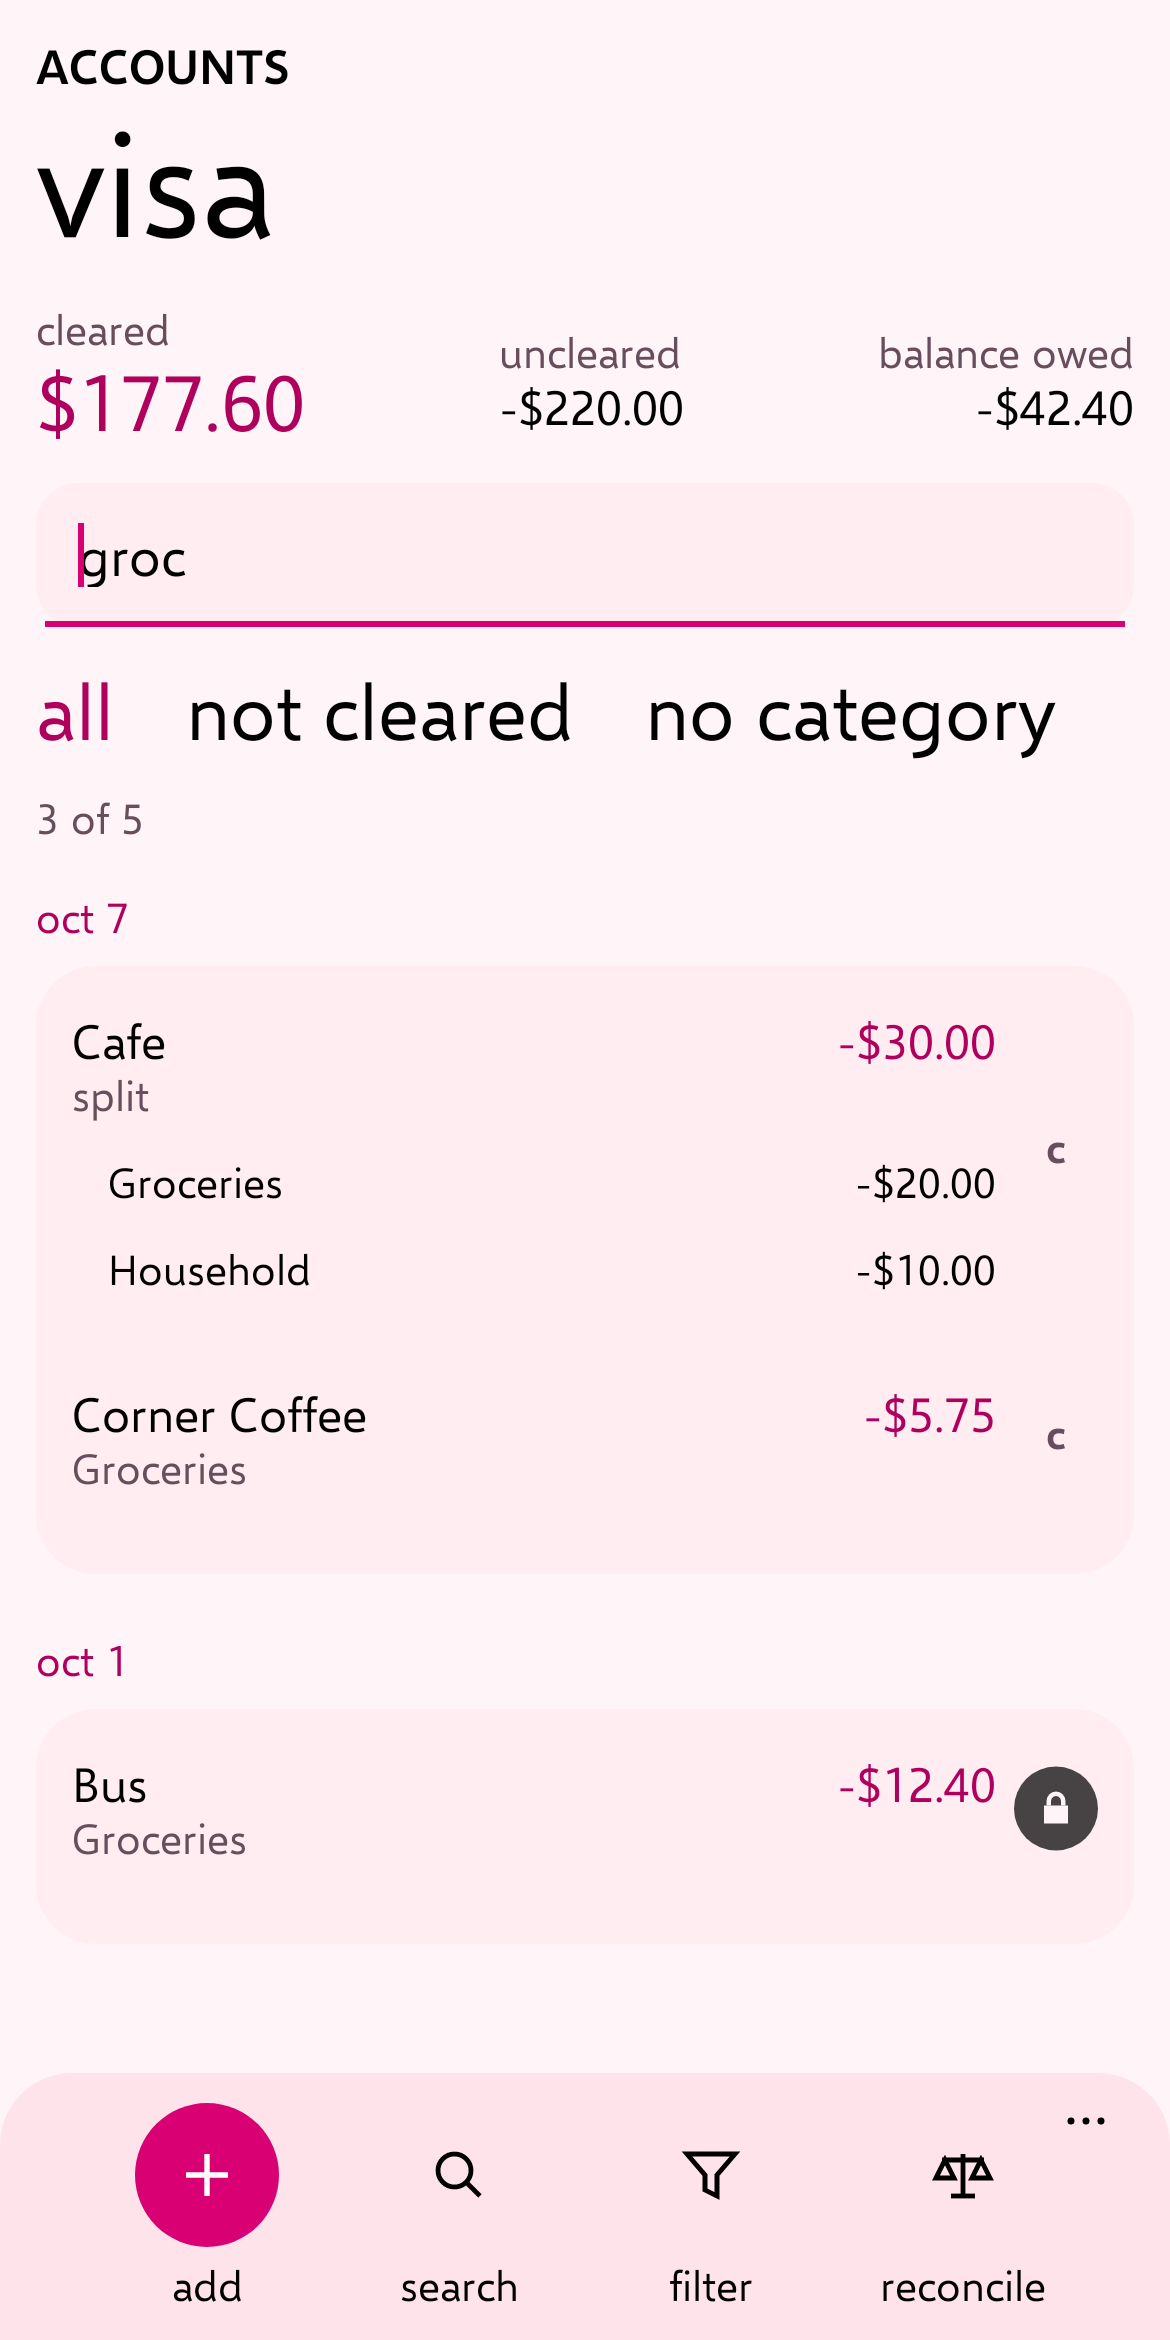 ACCOUNTS
visa
cleared
$177.60
uncleared
-$220.00
balance owed
-$42.40
groc
all not cleared no category
3 of 5
oct 7
Cafe -$30.00
split
c
Groceries -$20.00
Household -$10.00
Corner Coffee -$5.75
c
Groceries
oct 1
Bus -$12.40
Groceries
add search filter reconcile